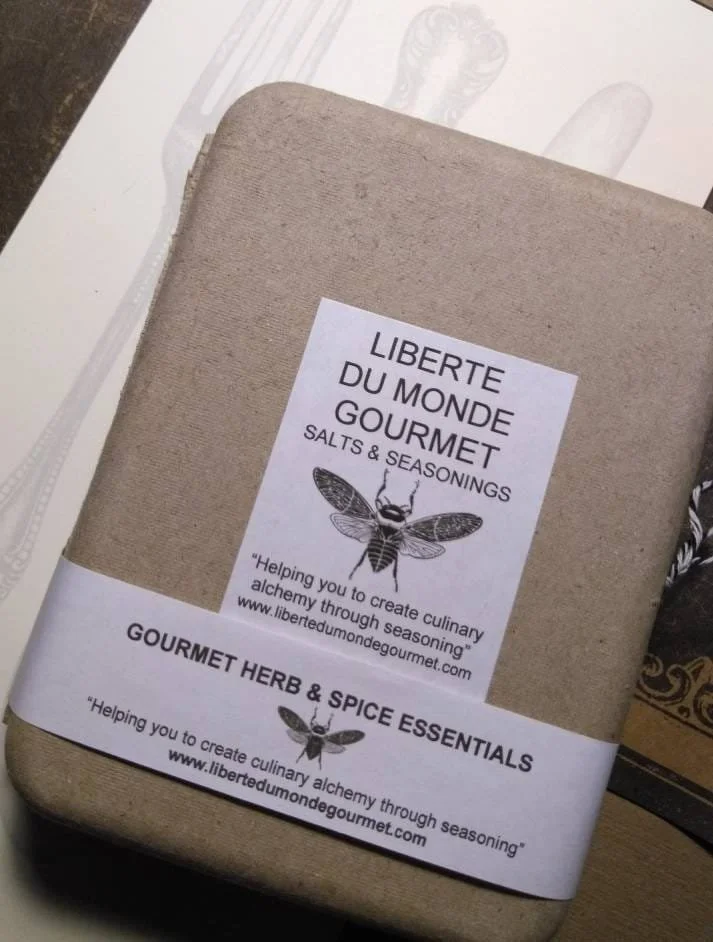 LIBERTE
DU MONDE
GOURMET
SALTS & SEASONINGS
"Helping you to create culinary
alchemy through seasoning"
www.libertedumondegourmet.com
GOURMET HERB & SPICE ESSENTIALS
"Helping you to create culinary alchemy through seasoning"
www.libertedumondegourmet.com